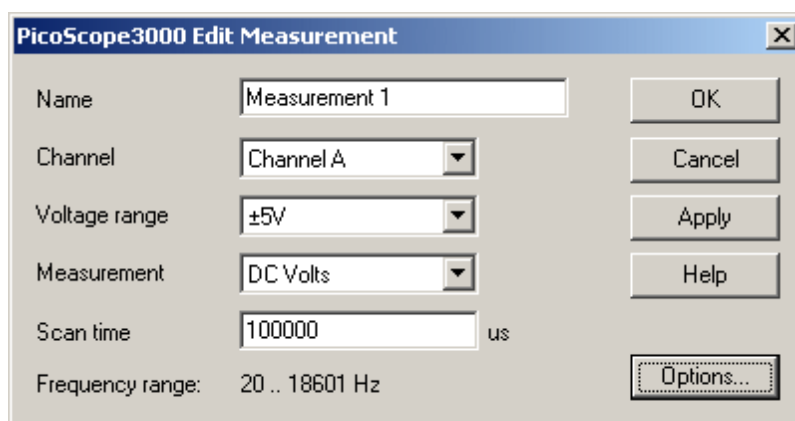 PicoScope3000 Edit Measurement
Name Measurement 1 OK
Channel Channel A Cancel
Voltage range ±5V Apply
Measurement DC Volts Help
Scan time 100000 us
Frequency range: 20 .. 18601 Hz Options...